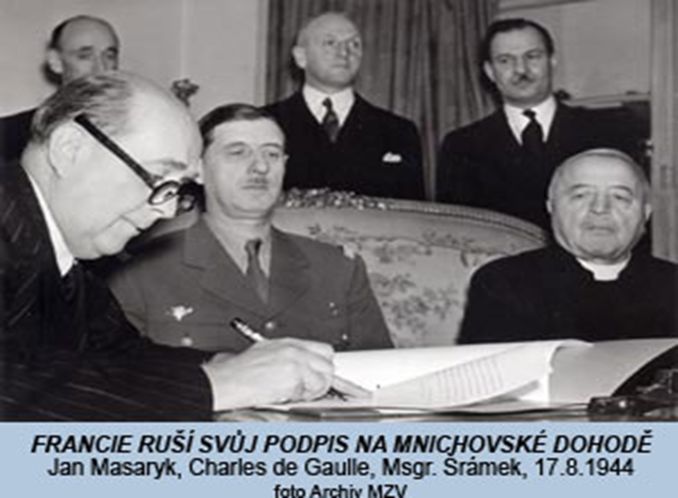 FRANCIE RUŠÍ SVŮJ PODPIS NA MNICHOVSKÉ DOHODĚ
Jan Masaryk, Charles de Gaulle, Msgr. Šrámek, 17.8.1944
foto Archiv MZV